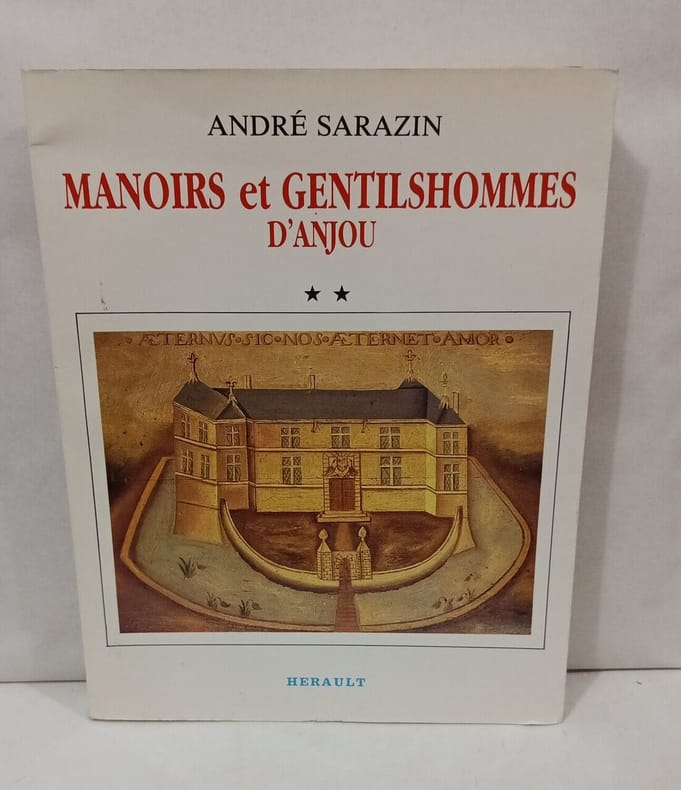 ANDRÉ SARAZIN
MANOIRS et GENTILSHOMMES
D'ANJOU
★ ★
· ÆTERNVS · SIC · NOS · ÆTERNET · AMOR ·
HERAULT